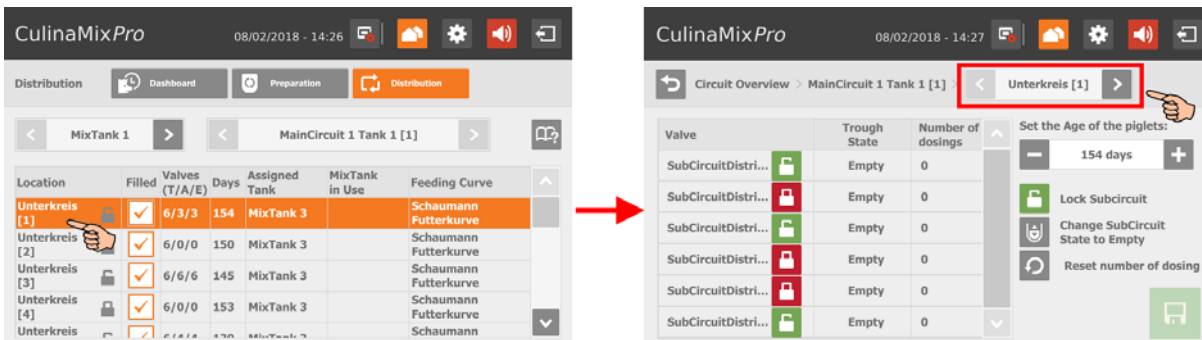 CulinaMixPro
08/02/2018 - 14:26
Distribution
Dashboard
Preparation
Distribution
MixTank 1
MainCircuit 1 Tank 1 [1]
Location Filled Valves (T/A/E) Days Assigned Tank MixTank in Use Feeding Curve
Unterkreis [1] 6/3/3 154 MixTank 3 Schaumann Futterkurve
Unterkreis [2] 6/0/0 150 MixTank 3 Schaumann Futterkurve
Unterkreis [3] 6/6/6 145 MixTank 3 Schaumann Futterkurve
Unterkreis [4] 6/0/0 153 MixTank 3 Schaumann Futterkurve
Unterkreis Schaumann
CulinaMixPro
08/02/2018 - 14:27
Circuit Overview > MainCircuit 1 Tank 1 [1] > Unterkreis [1]
Valve Trough State Number of dosings
SubCircuitDistri... Empty 0
SubCircuitDistri... Empty 0
SubCircuitDistri... Empty 0
SubCircuitDistri... Empty 0
SubCircuitDistri... Empty 0
SubCircuitDistri... Empty 0
Set the Age of the piglets:
154 days
Lock Subcircuit
Change SubCircuit
State to Empty
Reset number of dosing